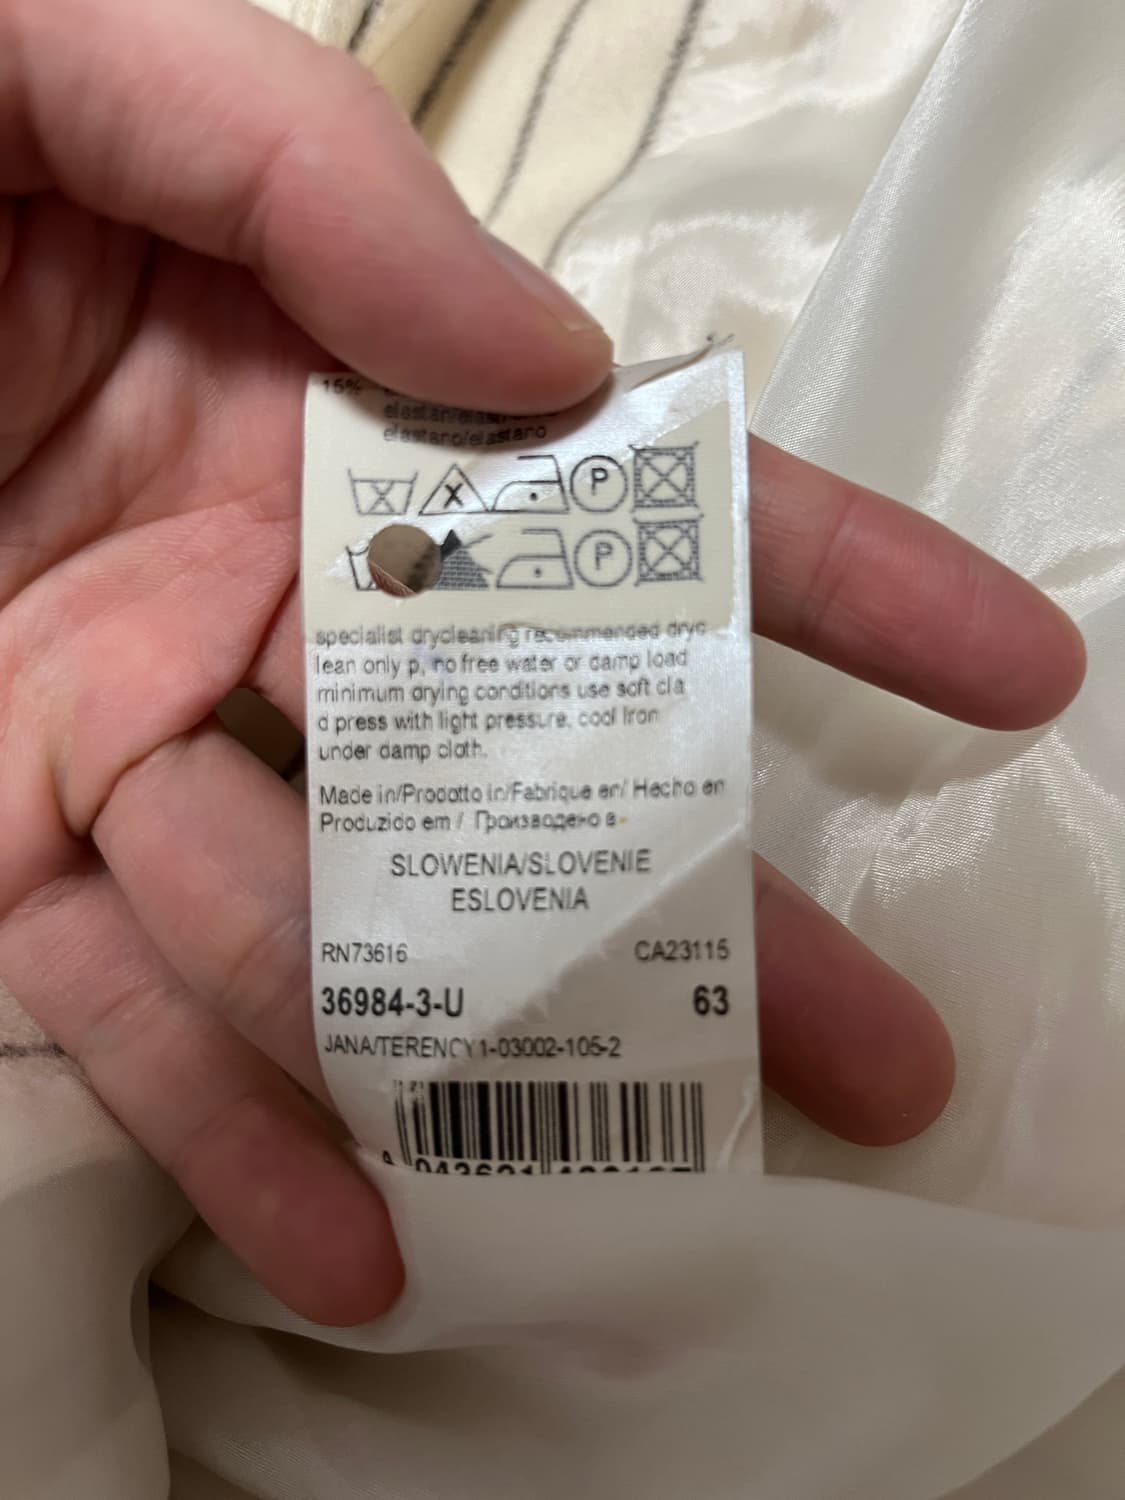 15%
elastan/elast
elastano/elastano
P
P
specialist drycleaning recommended dryc
lean only p, no free water or damp load
minimum drying conditions use soft cla
d press with light pressure, cool Iron
under damp cloth.
Made in/Prodotto in/Fabrique en/ Hecho en
Produzido em / Произведено в
SLOWENIA/SLOVENIE
ESLOVENIA
RN73616 CA23115
36984-3-U 63
JANA/TERENCY1-03002-105-2